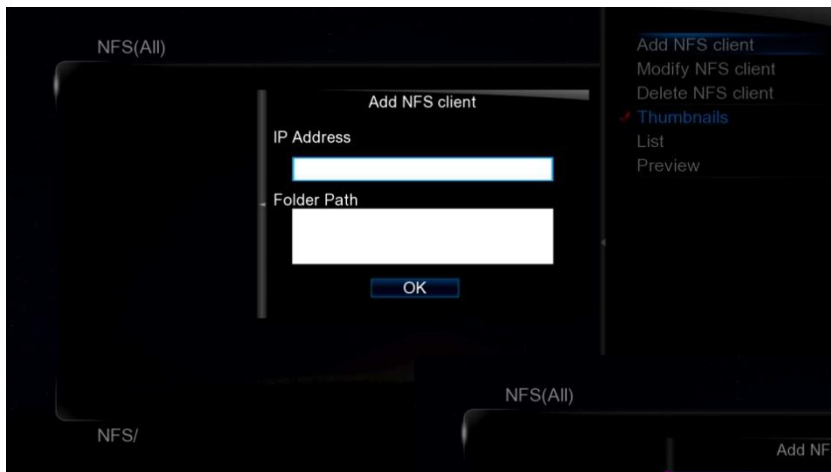 NFS(All)
Add NFS client
IP Address
Folder Path
OK
Add NFS client
Modify NFS client
Delete NFS client
Thumbnails
List
Preview
NFS/
NFS(All)
Add NF